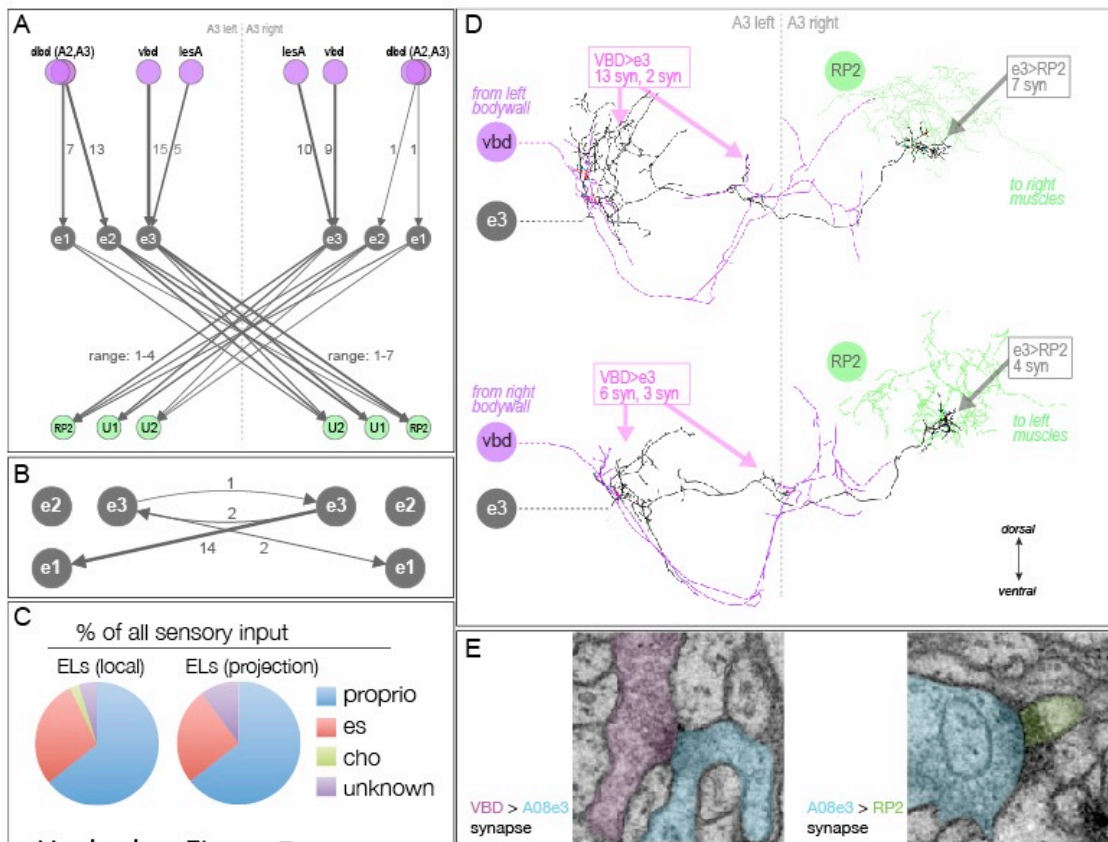 A
A3 left
A3 right
dbd (A2,A3)
vbd
lesA
lesA
vbd
dbd (A2,A3)
7
13
15
5
10
9
1
1
e1
e2
e3
e3
e2
e1
range: 1-4
range: 1-7
RP2
U1
U2
U2
U1
RP2
B
e2
e3
1
e3
e2
2
e1
14
2
e1
C
% of all sensory input
ELs (local)
ELs (projection)
proprio
es
cho
unknown
D
A3 left
A3 right
VBD>e3
13 syn, 2 syn
RP2
e3>RP2
7 syn
from left
bodywall
vbd
e3
to right
muscles
VBD>e3
6 syn, 3 syn
RP2
e3>RP2
4 syn
from right
bodywall
vbd
e3
to left
muscles
dorsal
ventral
E
VBD > A08e3
synapse
A08e3 > RP2
synapse